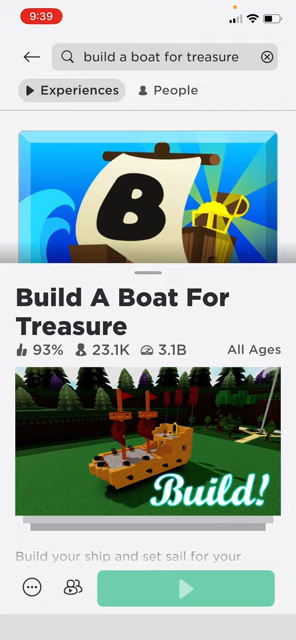 9:39
build a boat for treasure
Experiences
People
B
Build A Boat For
Treasure
93% 23.1K 3.1B All Ages
Build!
Build your ship and set sail for your